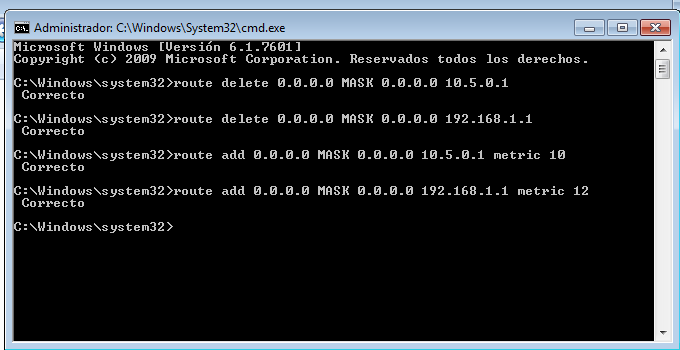 Administrador: C:\Windows\System32\cmd.exe
Microsoft Windows [Versión 6.1.7601]
Copyright (c) 2009 Microsoft Corporation. Reservados todos los derechos.
C:\Windows\system32>route delete 0.0.0.0 MASK 0.0.0.0 10.5.0.1
Correcto
C:\Windows\system32>route delete 0.0.0.0 MASK 0.0.0.0 192.168.1.1
Correcto
C:\Windows\system32>route add 0.0.0.0 MASK 0.0.0.0 10.5.0.1 metric 10
Correcto
C:\Windows\system32>route add 0.0.0.0 MASK 0.0.0.0 192.168.1.1 metric 12
Correcto
C:\Windows\system32>